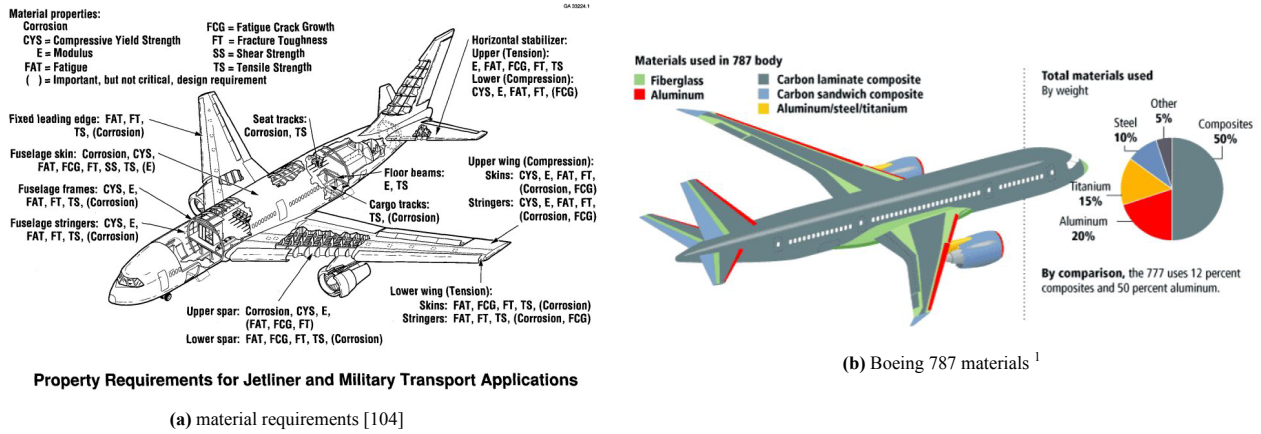 GA 33224.1
Material properties:
Corrosion
CYS = Compressive Yield Strength
E = Modulus
FAT = Fatigue
( ) = Important, but not critical, design requirement
FCG = Fatigue Crack Growth
FT = Fracture Toughness
SS = Shear Strength
TS = Tensile Strength
Horizontal stabilizer:
Upper (Tension):
E, FAT, FCG, FT, TS
Lower (Compression):
CYS, E, FAT, FT, (FCG)
Fixed leading edge: FAT, FT,
TS, (Corrosion)
Seat tracks:
Corrosion, TS
Fuselage skin: Corrosion, CYS,
FAT, FCG, FT, SS, TS, (E)
Upper wing (Compression):
Skins: CYS, E, FAT, FT,
(Corrosion, FCG)
Stringers: CYS, E, FAT, FT,
(Corrosion, FCG)
Floor beams:
E, TS
Fuselage frames: CYS, E,
FAT, FT, TS, (Corrosion)
Cargo tracks:
TS, (Corrosion)
Fuselage stringers: CYS, E,
FAT, FT, TS, (Corrosion)
Lower wing (Tension):
Skins: FAT, FCG, FT, TS, (Corrosion)
Stringers: FAT, FT, TS, (Corrosion, FCG)
Upper spar: Corrosion, CYS, E,
(FAT, FCG, FT)
Lower spar: FAT, FCG, FT, TS, (Corrosion)
Property Requirements for Jetliner and Military Transport Applications
(a) material requirements [104]
Materials used in 787 body
Fiberglass
Aluminum
Carbon laminate composite
Carbon sandwich composite
Aluminum/steel/titanium
Total materials used
By weight
Other
5%
Steel
10%
Composites
50%
Titanium
15%
Aluminum
20%
By comparison, the 777 uses 12 percent
composites and 50 percent aluminum.
(b) Boeing 787 materials 1